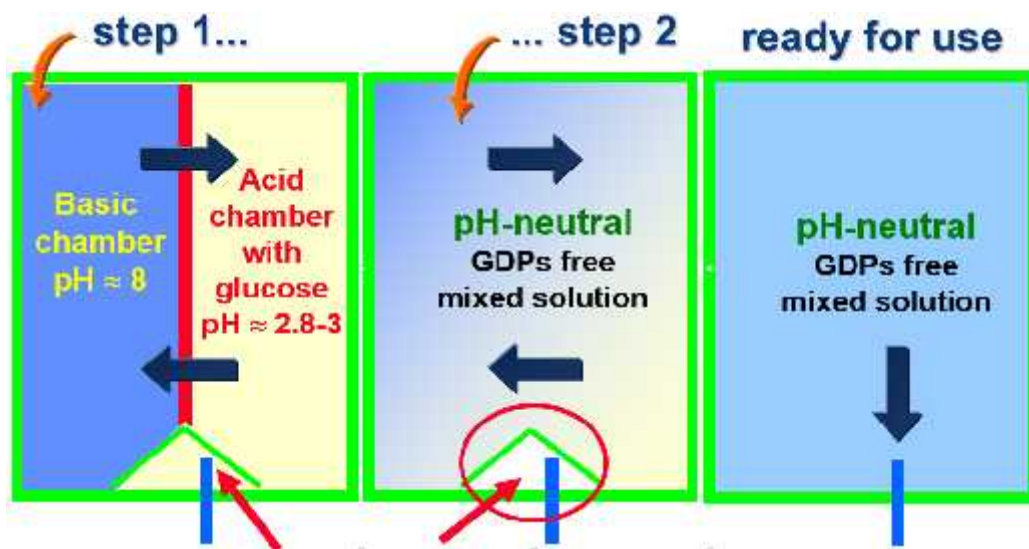 step 1...
... step 2
ready for use
Basic
chamber
pH ≈ 8
Acid
chamber
with
glucose
pH ≈ 2.8-3
pH-neutral
GDPs free
mixed solution
pH-neutral
GDPs free
mixed solution